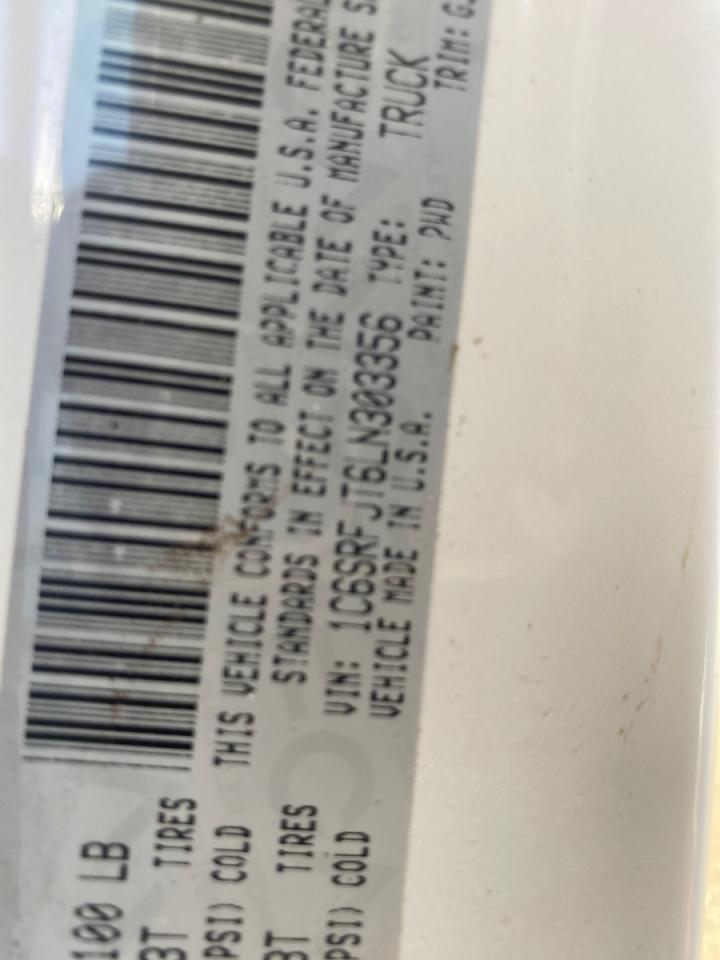 100 LB
BT TIRES
PSI) COLD
BT TIRES
PSI) COLD
THIS VEHICLE CONFORMS TO ALL APPLICABLE U.S.A. FEDERAL
STANDARDS IN EFFECT ON THE DATE OF MANUFACTURE S
VIN: 1C6SRFJT6LN303356 TYPE: TRUCK
VEHICLE MADE IN U.S.A. PAINT: PWD TRIM: G